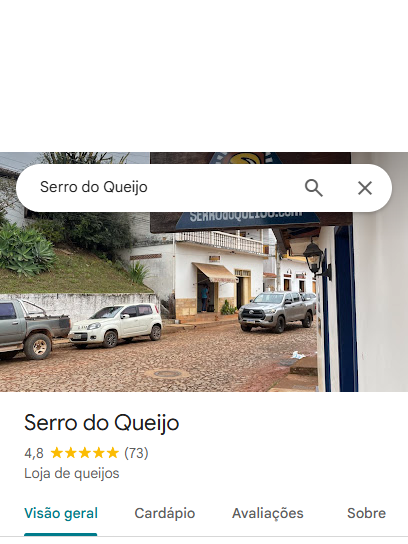 Serro do Queijo
SERRODOQUEIJO.COM
Serro do Queijo
4,8 (73)
Loja de queijos
Visão geral Cardápio Avaliações Sobre